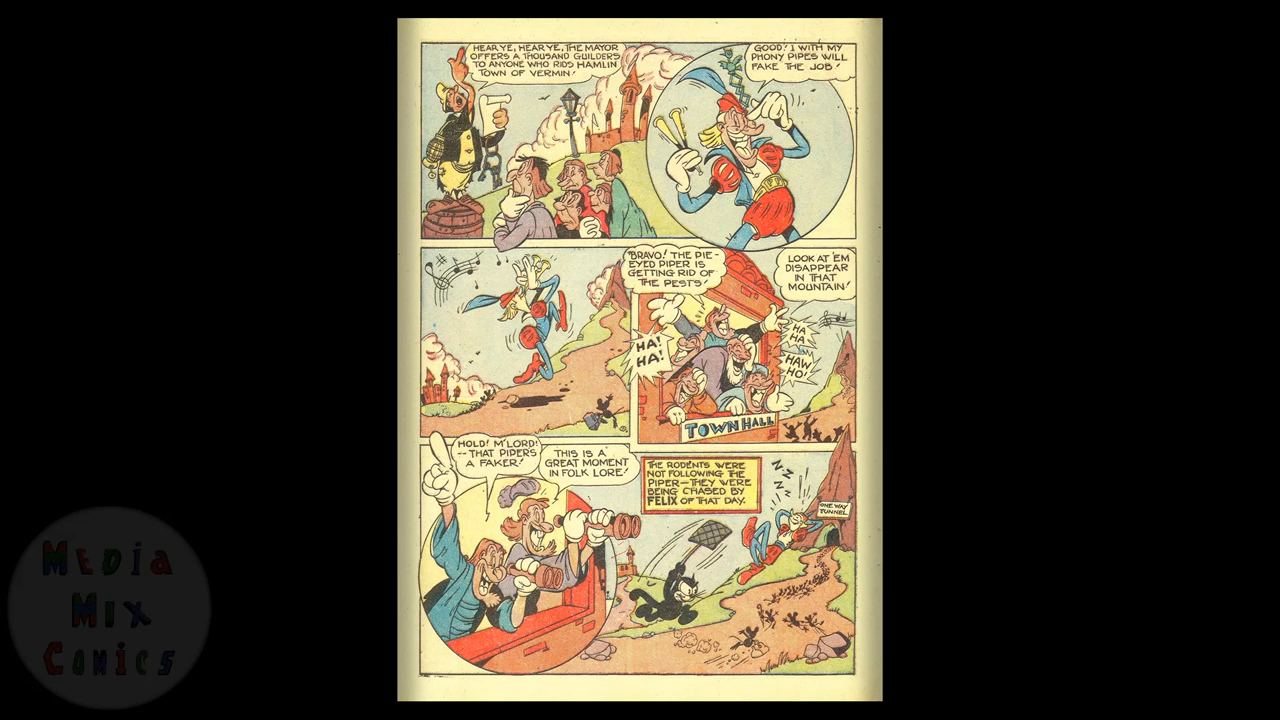 HEAR YE, HEAR YE, THE MAYOR
OFFERS A THOUSAND GUILDERS
TO ANYONE WHO RIDS HAMLIN
TOWN OF VERMIN!
GOOD! I WITH MY
PHONY PIPES WILL
FAKE THE JOB!
BRAVO! THE PIE-
EYED PIPER IS
GETTING RID OF
THE PESTS!
LOOK AT 'EM
DISAPPEAR
IN THAT
MOUNTAIN!
HA!
HA!
HA
HA
HAW
HO!
TOWN HALL
HOLD! M'LORD!
--THAT PIPERS
A FAKER!
THIS IS A
GREAT MOMENT
IN FOLK LORE!
THE RODENTS WERE
NOT FOLLOWING THE
PIPER—THEY WERE
BEING CHASED BY
FELIX OF THAT DAY.
ZZZZ
ONE WAY
TUNNEL
MEDIA
MIX
COMICS